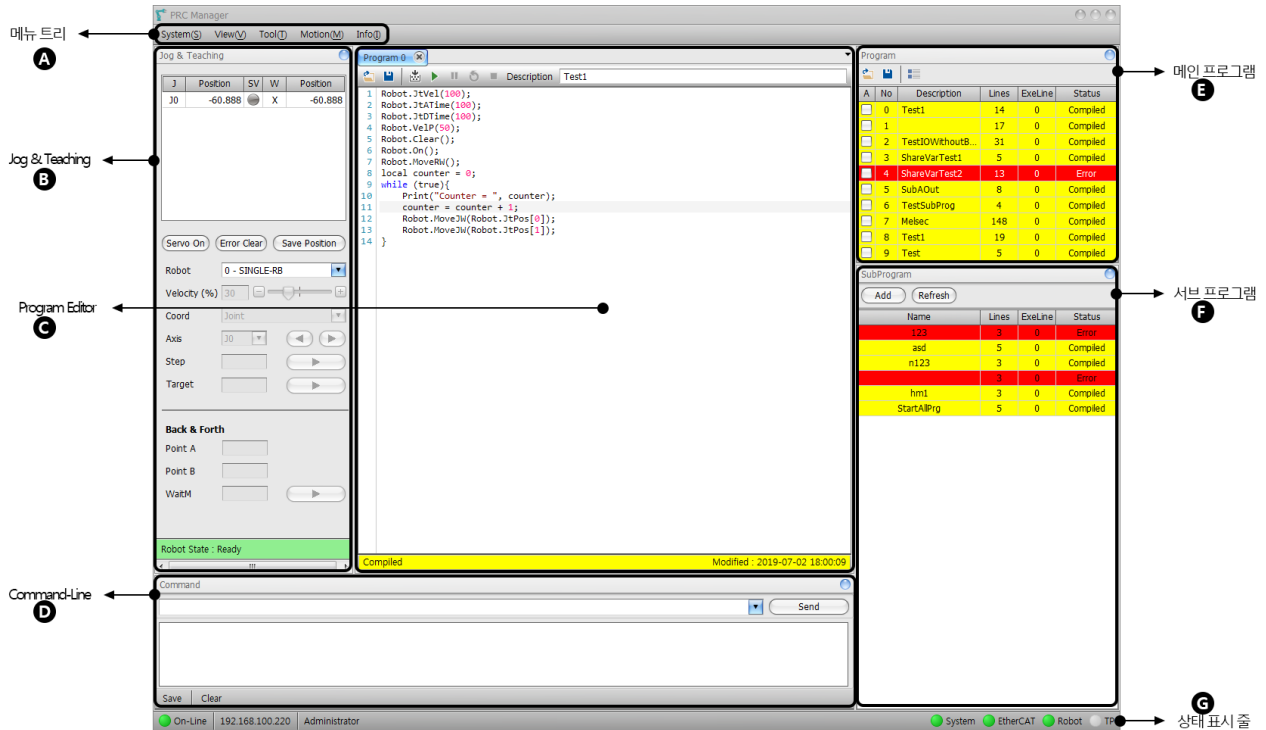 PRC Manager
메뉴 트리
A
System(S) View(V) Tool(T) Motion(M) Info(I)
Jog & Teaching
J Position SV W Position
J0 -60.888 X -60.888
Jog & Teaching
B
Servo On Error Clear Save Position
Robot 0 - SINGLE-RB
Velocity (%) 30
Coord Joint
Axis J0
Step
Target
Back & Forth
Point A
Point B
WaitM
Robot State : Ready
Program Editor
C
Program 0
Description Test1
1 Robot.JtVel(100);
2 Robot.JtATime(100);
3 Robot.JtDTime(100);
4 Robot.VelP(50);
5 Robot.Clear();
6 Robot.On();
7 Robot.MoveRW();
8 local counter = 0;
9 while (true){
10 Print("Counter = ", counter);
11 counter = counter + 1;
12 Robot.MoveJW(Robot.JtPos[0]);
13 Robot.MoveJW(Robot.JtPos[1]);
14 }
Compiled Modified : 2019-07-02 18:00:09
Program
A No Description Lines ExeLine Status
0 Test1 14 0 Compiled
1 17 0 Compiled
2 TestIOWithoutB... 31 0 Compiled
3 ShareVarTest1 5 0 Compiled
4 ShareVarTest2 13 0 Error
5 SubAOut 8 0 Compiled
6 TestSubProg 4 0 Compiled
7 Melsec 148 0 Compiled
8 Test1 19 0 Compiled
9 Test 5 0 Compiled
메인 프로그램
E
SubProgram
Add Refresh
Name Lines ExeLine Status
123 3 0 Error
asd 5 0 Compiled
n123 3 0 Compiled
3 0 Error
hm1 3 0 Compiled
StartAllPrg 5 0 Compiled
서브 프로그램
F
Command-Line
D
Command
Send
Save Clear
On-Line 192.168.100.220 Administrator
System EtherCAT Robot TP
G
상태 표시 줄